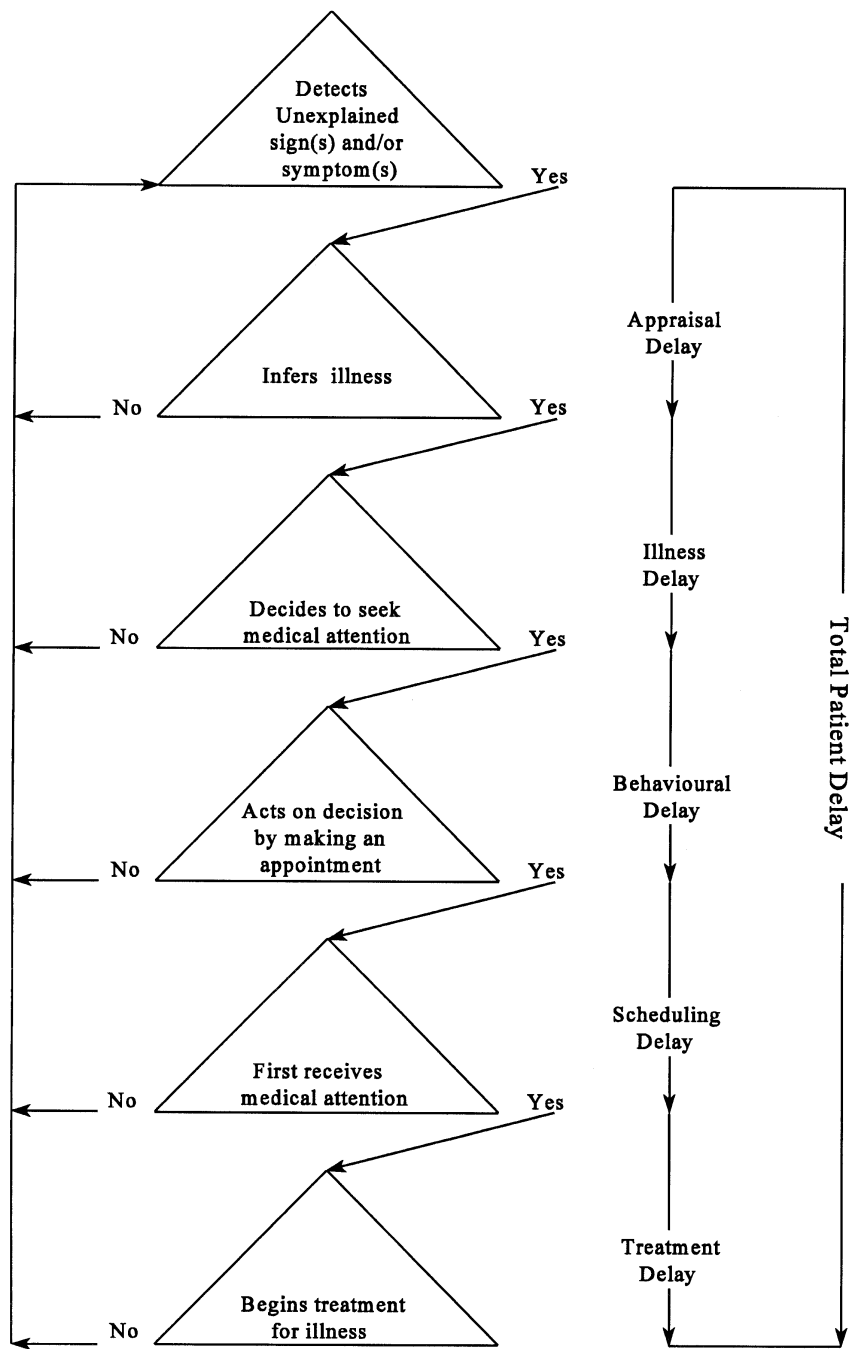 Detects
Unexplained
sign(s) and/or
symptom(s)
Yes
Appraisal
Delay
Infers illness
No
Yes
Illness
Delay
Decides to seek
medical attention
No
Yes
Total Patient Delay
Behavioural
Delay
Acts on decision
by making an
appointment
No
Yes
Scheduling
Delay
First receives
medical attention
No
Yes
Treatment
Delay
Begins treatment
for illness
No